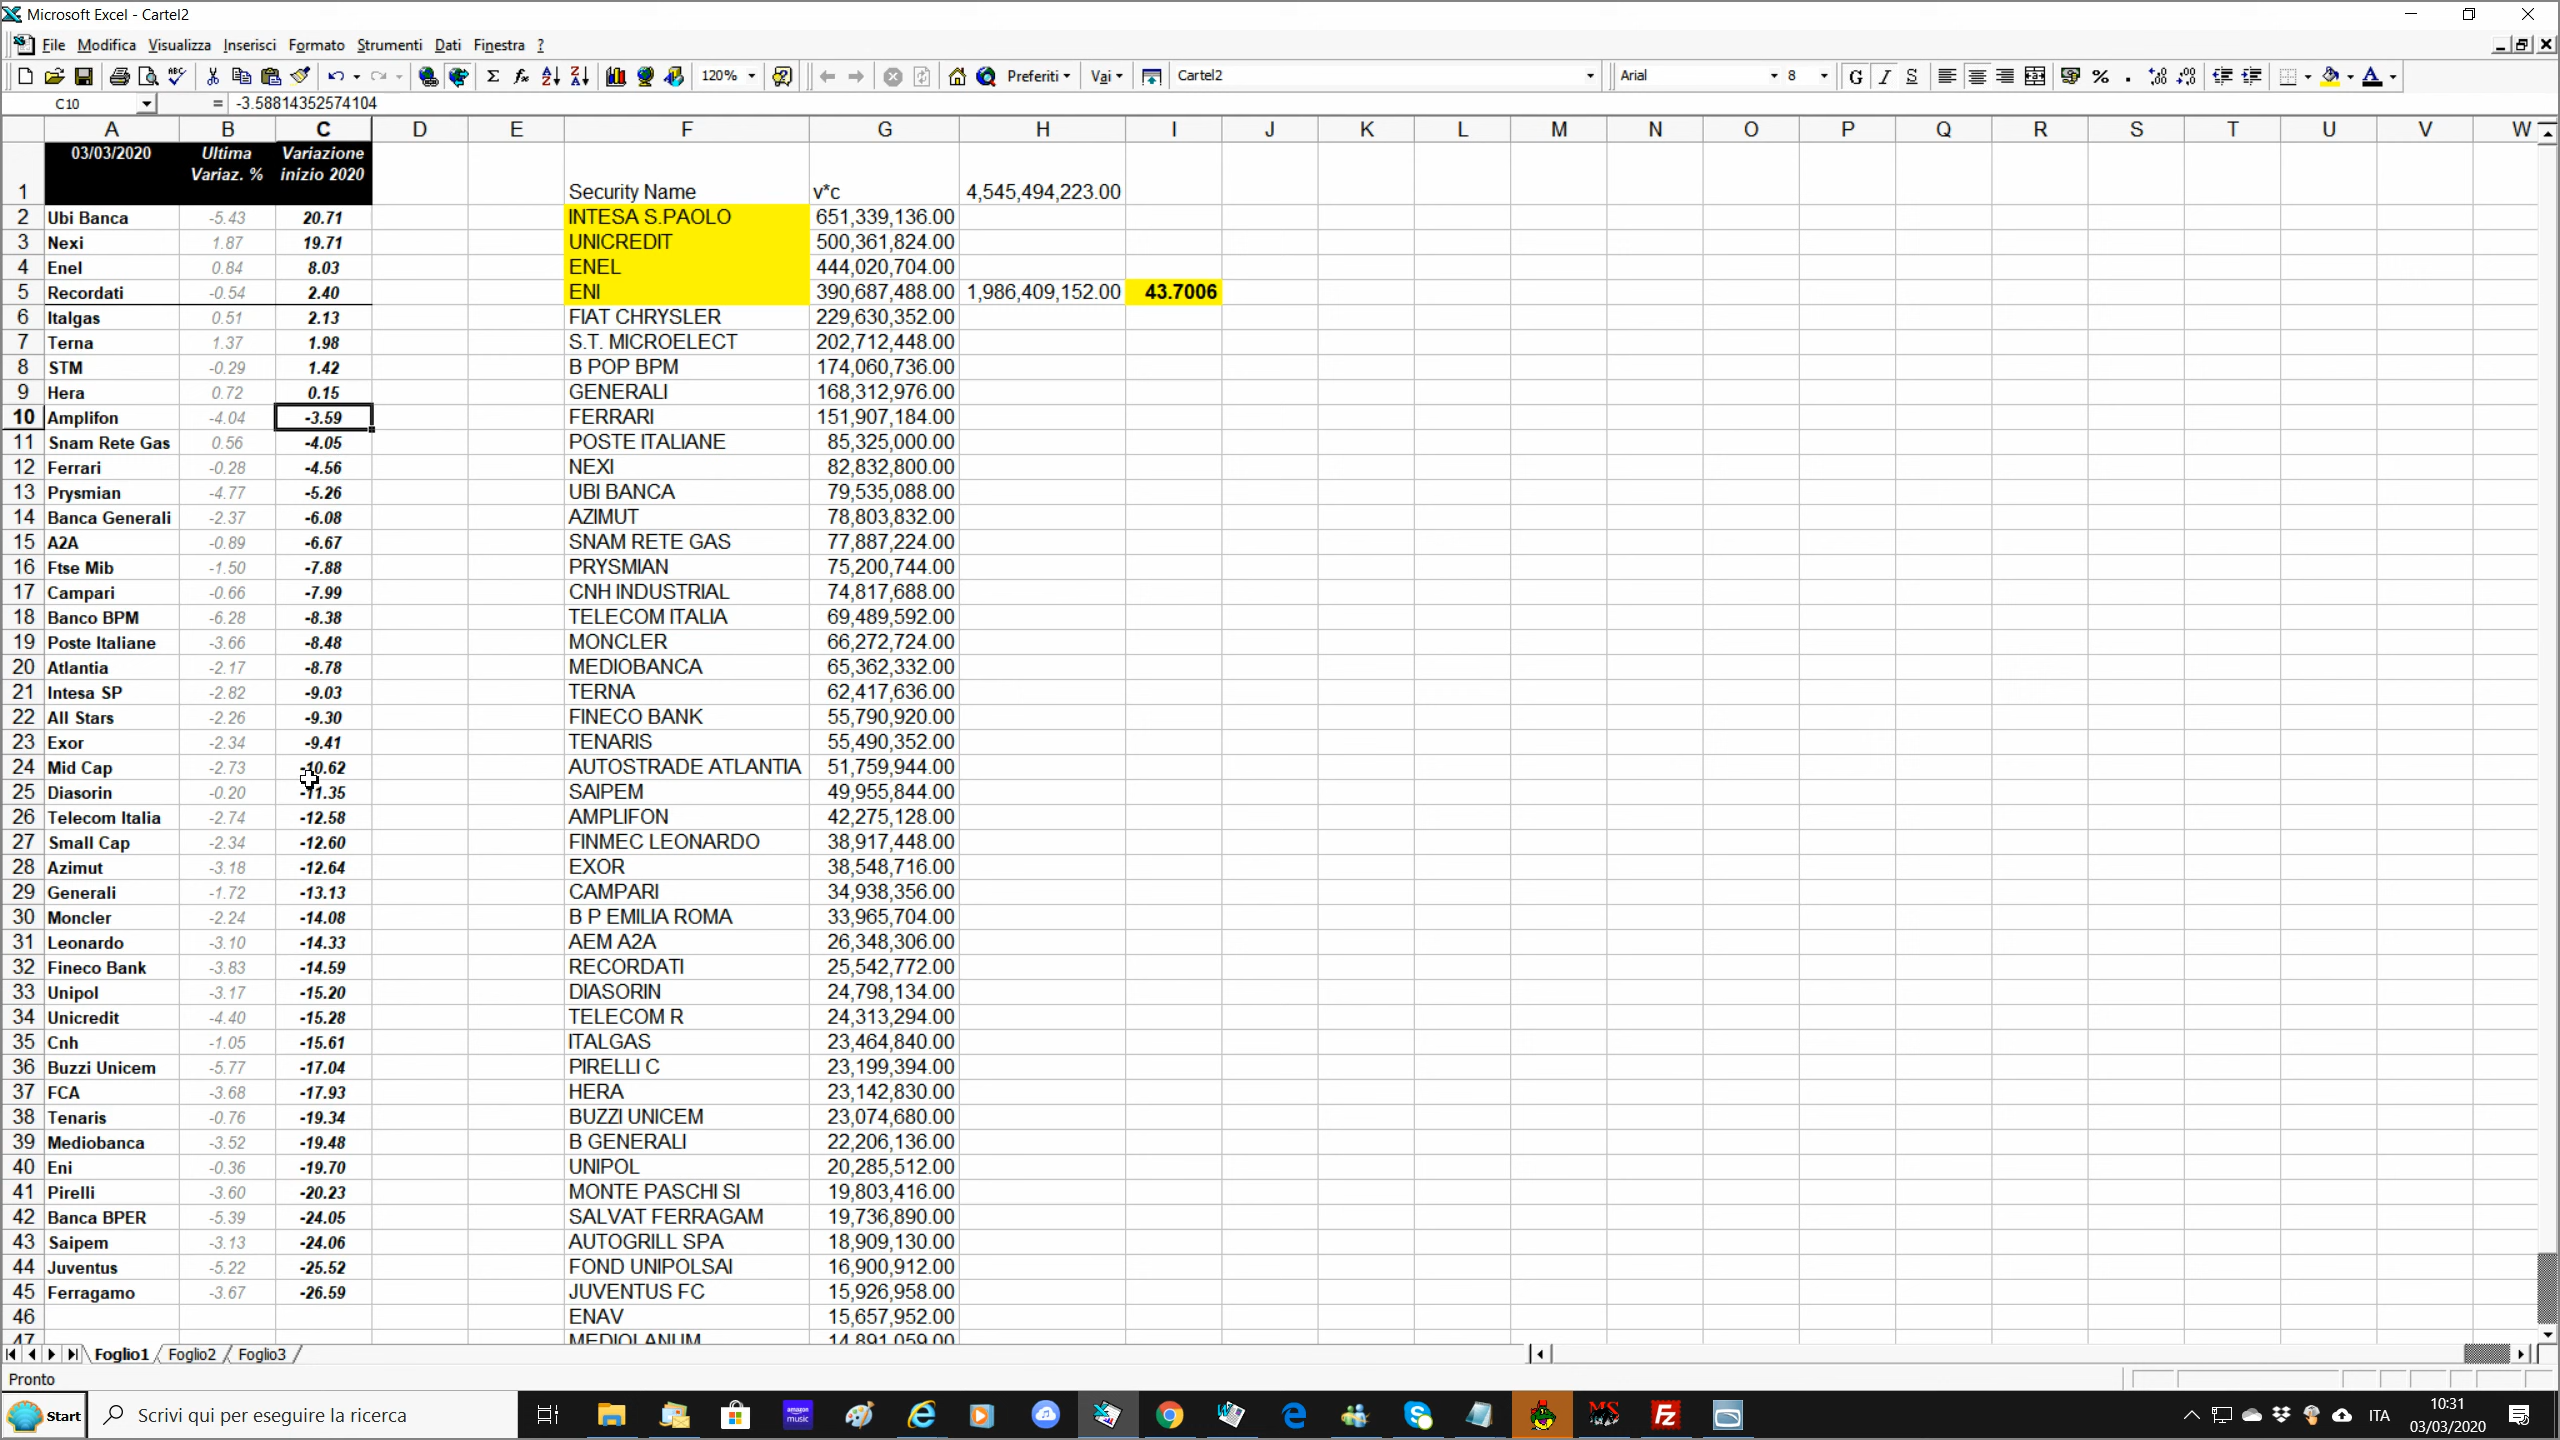 Microsoft Excel - Cartel2
File Modifica Visualizza Inserisci Formato Strumenti Dati Finestra ?
120% Preferiti Vai Cartel2 Arial 8 G I S
C10 = -3.58814352574104
A B C D E F G H I J K L M N O P Q R S T U V W
03/03/2020 Ultima Variazione
Variaz. % inizio 2020
1 Security Name v*c 4,545,494,223.00
2 Ubi Banca -5.43 20.71 INTESA S.PAOLO 651,339,136.00
3 Nexi 1.87 19.71 UNICREDIT 500,361,824.00
4 Enel 0.84 8.03 ENEL 444,020,704.00
5 Recordati -0.54 2.40 ENI 390,687,488.00 1,986,409,152.00 43.7006
6 Italgas 0.51 2.13 FIAT CHRYSLER 229,630,352.00
7 Terna 1.37 1.98 S.T. MICROELECT 202,712,448.00
8 STM -0.29 1.42 B POP BPM 174,060,736.00
9 Hera 0.72 0.15 GENERALI 168,312,976.00
10 Amplifon -4.04 -3.59 FERRARI 151,907,184.00
11 Snam Rete Gas 0.56 -4.05 POSTE ITALIANE 85,325,000.00
12 Ferrari -0.28 -4.56 NEXI 82,832,800.00
13 Prysmian -4.77 -5.26 UBI BANCA 79,535,088.00
14 Banca Generali -2.37 -6.08 AZIMUT 78,803,832.00
15 A2A -0.89 -6.67 SNAM RETE GAS 77,887,224.00
16 Ftse Mib -1.50 -7.88 PRYSMIAN 75,200,744.00
17 Campari -0.66 -7.99 CNH INDUSTRIAL 74,817,688.00
18 Banco BPM -6.28 -8.38 TELECOM ITALIA 69,489,592.00
19 Poste Italiane -3.66 -8.48 MONCLER 66,272,724.00
20 Atlantia -2.17 -8.78 MEDIOBANCA 65,362,332.00
21 Intesa SP -2.82 -9.03 TERNA 62,417,636.00
22 All Stars -2.26 -9.30 FINECO BANK 55,790,920.00
23 Exor -2.34 -9.41 TENARIS 55,490,352.00
24 Mid Cap -2.73 -10.62 AUTOSTRADE ATLANTIA 51,759,944.00
25 Diasorin -0.20 -11.35 SAIPEM 49,955,844.00
26 Telecom Italia -2.74 -12.58 AMPLIFON 42,275,128.00
27 Small Cap -2.34 -12.60 FINMEC LEONARDO 38,917,448.00
28 Azimut -3.18 -12.64 EXOR 38,548,716.00
29 Generali -1.72 -13.13 CAMPARI 34,938,356.00
30 Moncler -2.24 -14.08 B P EMILIA ROMA 33,965,704.00
31 Leonardo -3.10 -14.33 AEM A2A 26,348,306.00
32 Fineco Bank -3.83 -14.59 RECORDATI 25,542,772.00
33 Unipol -3.17 -15.20 DIASORIN 24,798,134.00
34 Unicredit -4.40 -15.28 TELECOM R 24,313,294.00
35 Cnh -1.05 -15.61 ITALGAS 23,464,840.00
36 Buzzi Unicem -5.77 -17.04 PIRELLI C 23,199,394.00
37 FCA -3.68 -17.93 HERA 23,142,830.00
38 Tenaris -0.76 -19.34 BUZZI UNICEM 23,074,680.00
39 Mediobanca -3.52 -19.48 B GENERALI 22,206,136.00
40 Eni -0.36 -19.70 UNIPOL 20,285,512.00
41 Pirelli -3.60 -20.23 MONTE PASCHI SI 19,803,416.00
42 Banca BPER -5.39 -24.05 SALVAT FERRAGAM 19,736,890.00
43 Saipem -3.13 -24.06 AUTOGRILL SPA 18,909,130.00
44 Juventus -5.22 -25.52 FOND UNIPOLSAI 16,900,912.00
45 Ferragamo -3.67 -26.59 JUVENTUS FC 15,926,958.00
46 ENAV 15,657,952.00
47 MEDIOLANUM 14,891,059.00
Foglio1 Foglio2 Foglio3
Pronto
Start Scrivi qui per eseguire la ricerca ITA 10:31
03/03/2020